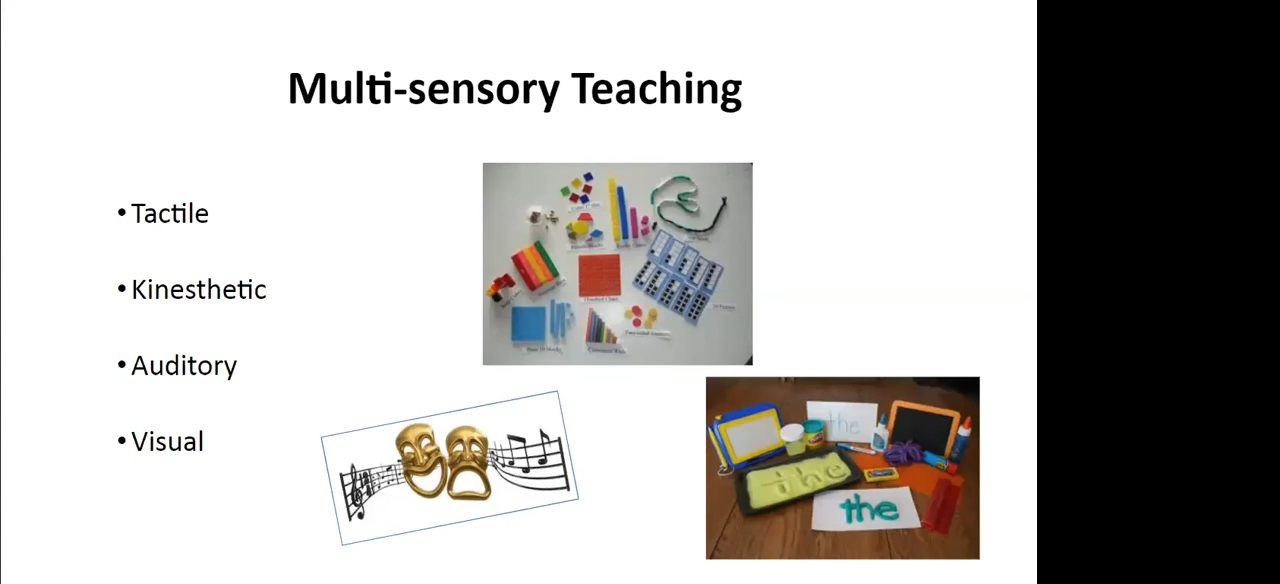 Multi-sensory Teaching
• Tactile
• Kinesthetic
• Auditory
• Visual
the
the
the